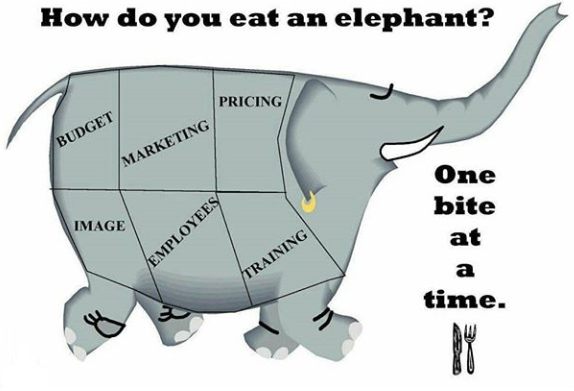 How do you eat an elephant?
BUDGET
MARKETING
PRICING
IMAGE
EMPLOYEES
TRAINING
One
bite
at
a
time.